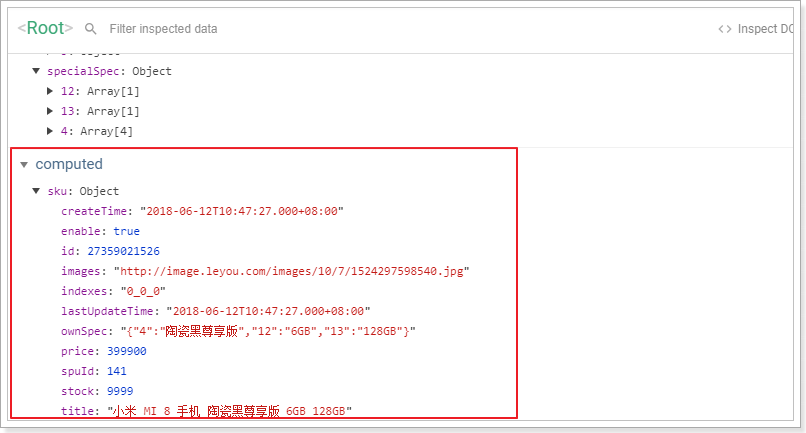 <Root> Filter inspected data <> Inspect DO
specialSpec: Object
12: Array[1]
13: Array[1]
4: Array[4]
computed
sku: Object
createTime: "2018-06-12T10:47:27.000+08:00"
enable: true
id: 27359021526
images: "http://image.leyou.com/images/10/7/1524297598540.jpg"
indexes: "0_0_0"
lastUpdateTime: "2018-06-12T10:47:27.000+08:00"
ownSpec: "{"4":"陶瓷黑尊享版","12":"6GB","13":"128GB"}"
price: 399900
spuId: 141
stock: 9999
title: "小米 MI 8 手机 陶瓷黑尊享版 6GB 128GB"